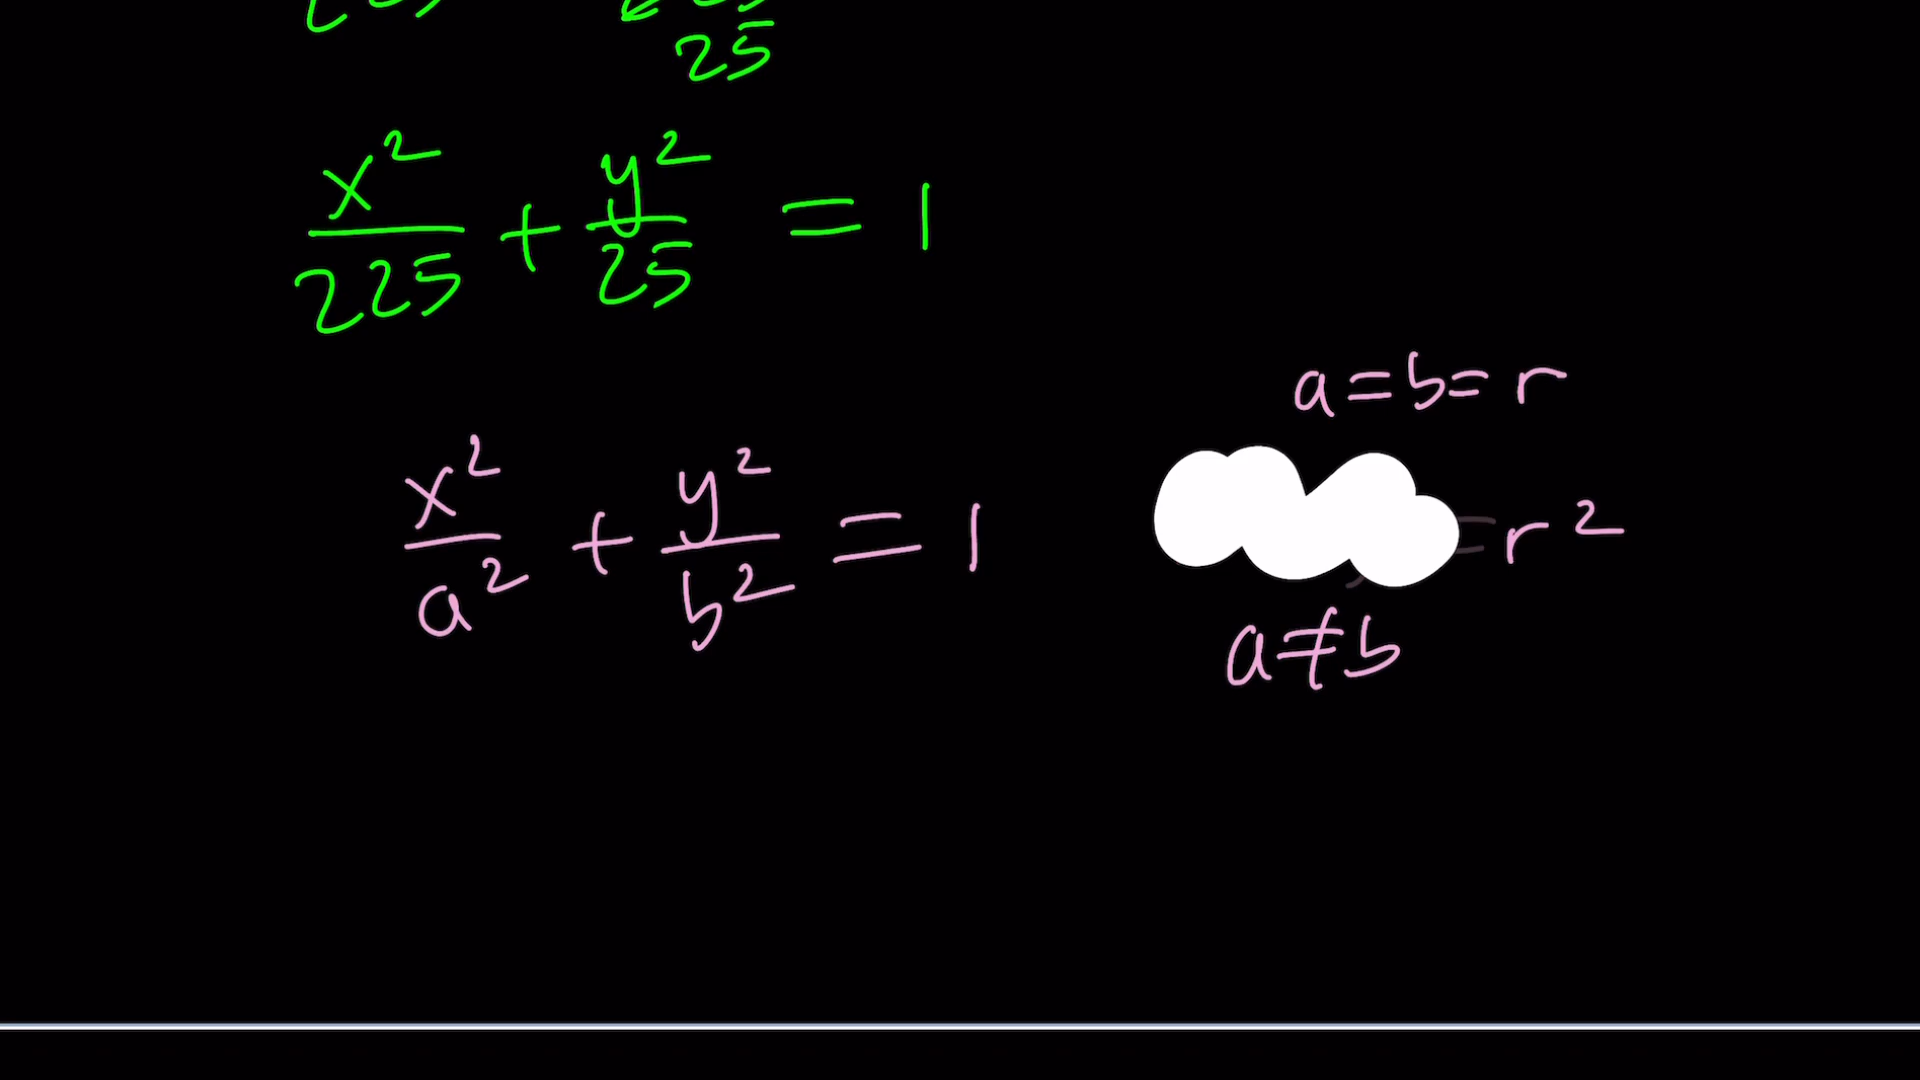 25
x²/225 + y²/25 = 1
a = b = r
x²/a² + y²/b² = 1
= r²
a ≠ b